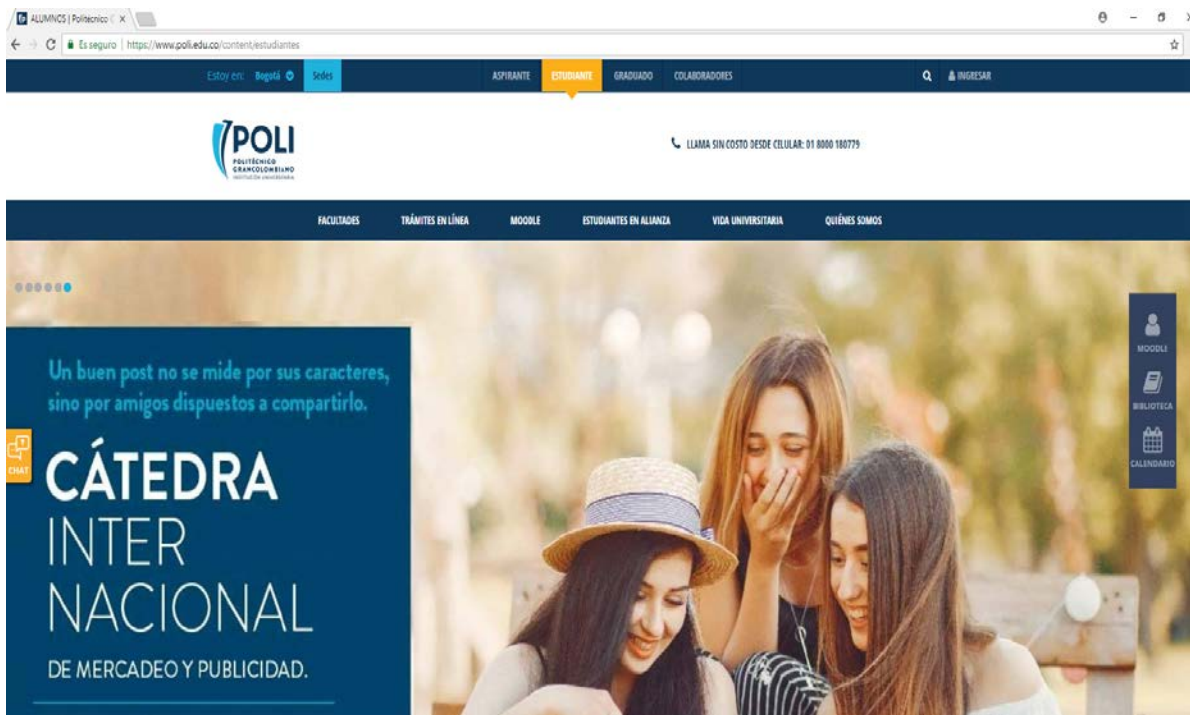 ALUMNOS | Politécnico G
Es seguro | https://www.poli.edu.co/content/estudiantes
Estoy en: Bogotá Sedes ASPIRANTE ESTUDIANTE GRADUADO COLABORADORES INGRESAR
POLI
POLITÉCNICO
GRANCOLOMBIANO
INSTITUCIÓN UNIVERSITARIA
LLAMA SIN COSTO DESDE CELULAR: 01 8000 180779
FACULTADES TRÁMITES EN LÍNEA MOODLE ESTUDIANTES EN ALIANZA VIDA UNIVERSITARIA QUIÉNES SOMOS
Un buen post no se mide por sus caracteres,
sino por amigos dispuestos a compartirlo.
CÁTEDRA
INTER
NACIONAL
DE MERCADEO Y PUBLICIDAD.
CHAT
MOODLE
BIBLIOTECA
CALENDARIO